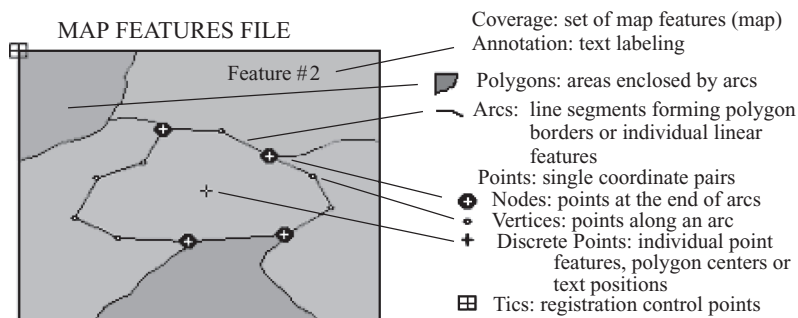 MAP FEATURES FILE
Feature #2
Coverage: set of map features (map)
Annotation: text labeling
Polygons: areas enclosed by arcs
Arcs: line segments forming polygon
borders or individual linear
features
Points: single coordinate pairs
Nodes: points at the end of arcs
Vertices: points along an arc
Discrete Points: individual point
features, polygon centers or
text positions
Tics: registration control points